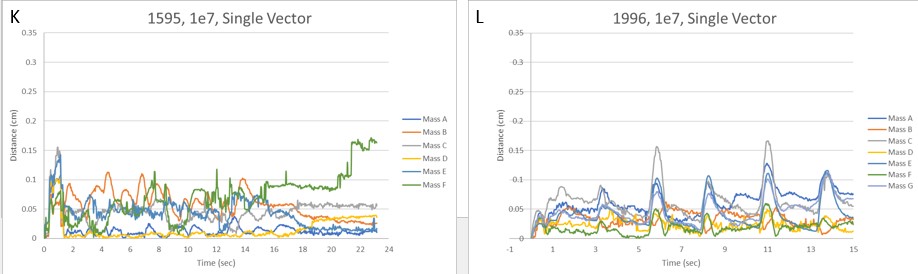 K
1595, 1e7, Single Vector
0.35
0.3
0.25
0.2
0.15
0.1
0.05
0
Distance (cm)
0 2 4 6 8 10 12 14 16 18 20 22 24
Time (sec)
Mass A
Mass B
Mass C
Mass D
Mass E
Mass F
L
1996, 1e7, Single Vector
0.35
0.3
0.25
0.2
0.15
0.1
0.05
0
Distance (cm)
-1 1 3 5 7 9 11 13 15
Time (sec)
Mass A
Mass B
Mass C
Mass D
Mass E
Mass F
Mass G